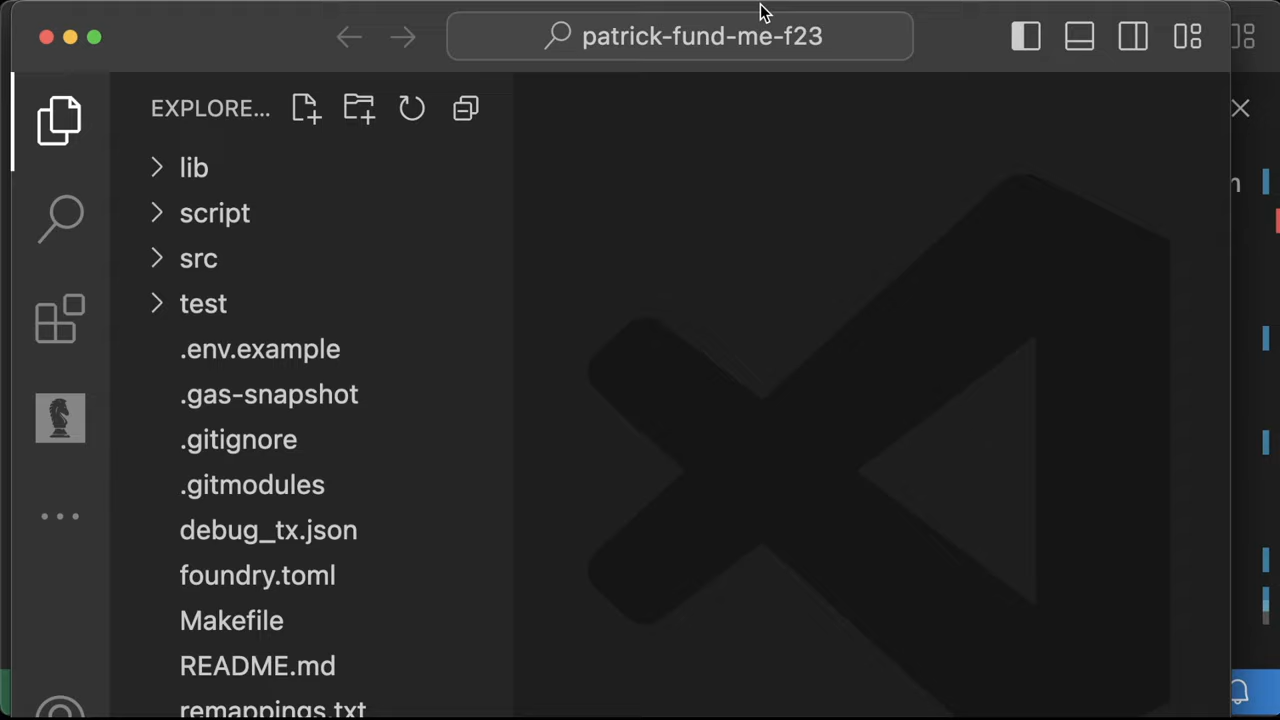 patrick-fund-me-f23
EXPLORE...
lib
script
src
test
.env.example
.gas-snapshot
.gitignore
.gitmodules
debug_tx.json
foundry.toml
Makefile
README.md
remappings.txt